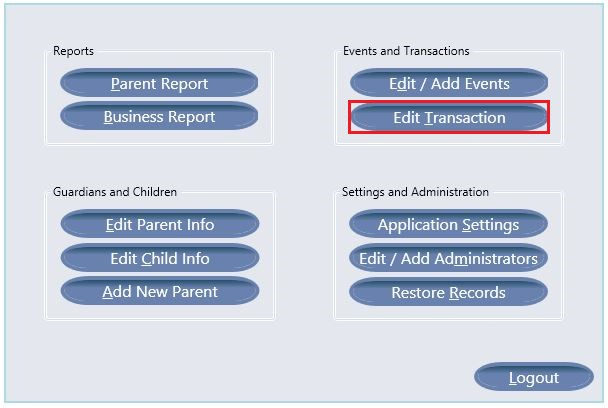 Reports
Parent Report
Business Report
Events and Transactions
Edit / Add Events
Edit Transaction
Guardians and Children
Edit Parent Info
Edit Child Info
Add New Parent
Settings and Administration
Application Settings
Edit / Add Administrators
Restore Records
Logout